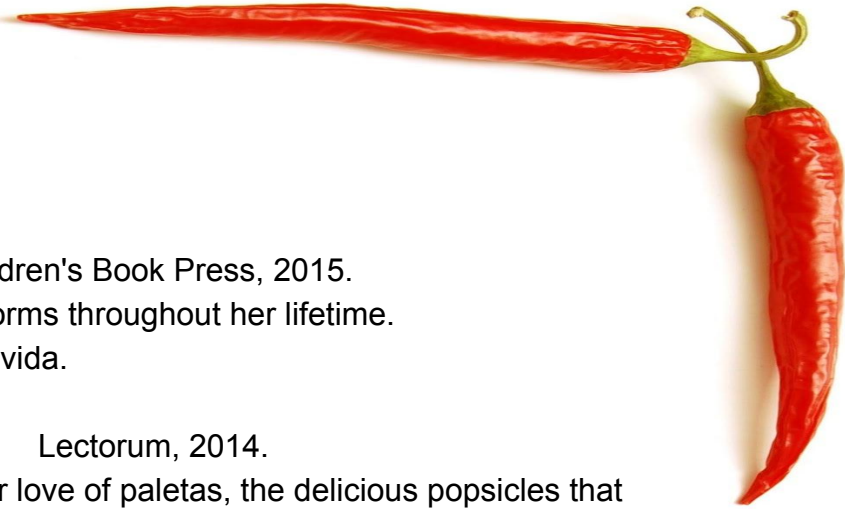 dren's Book Press, 2015.
orms throughout her lifetime.
vida.
Lectorum, 2014.
r love of paletas, the delicious popsicles that